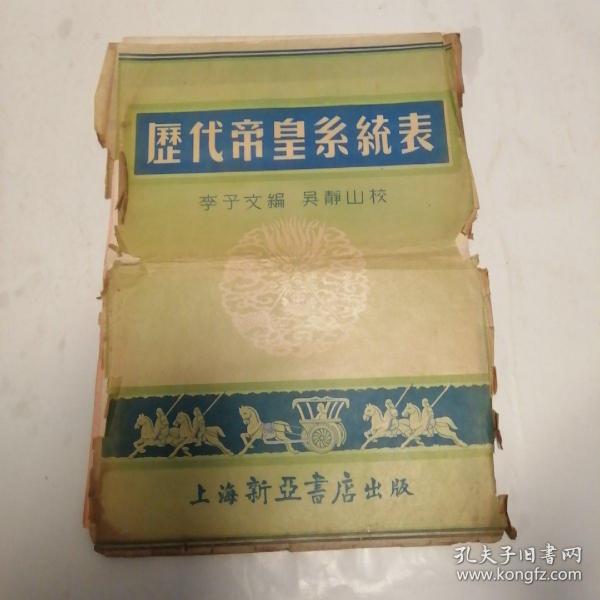 歷代帝皇系統表
李子文編 吳靜山校
上海新亞書店出版
孔夫子旧书网
www.kongfz.com